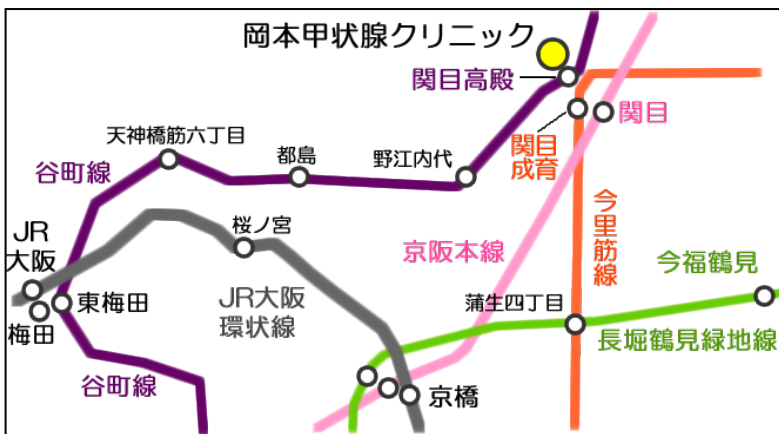 岡本甲状腺クリニック
関目高殿
天神橋筋六丁目
都島
野江内代
関目
成育
関目
谷町線
桜ノ宮
JR
大阪
梅田
東梅田
JR大阪
環状線
京阪本線
今里筋線
今福鶴見
蒲生四丁目
長堀鶴見緑地線
谷町線
京橋